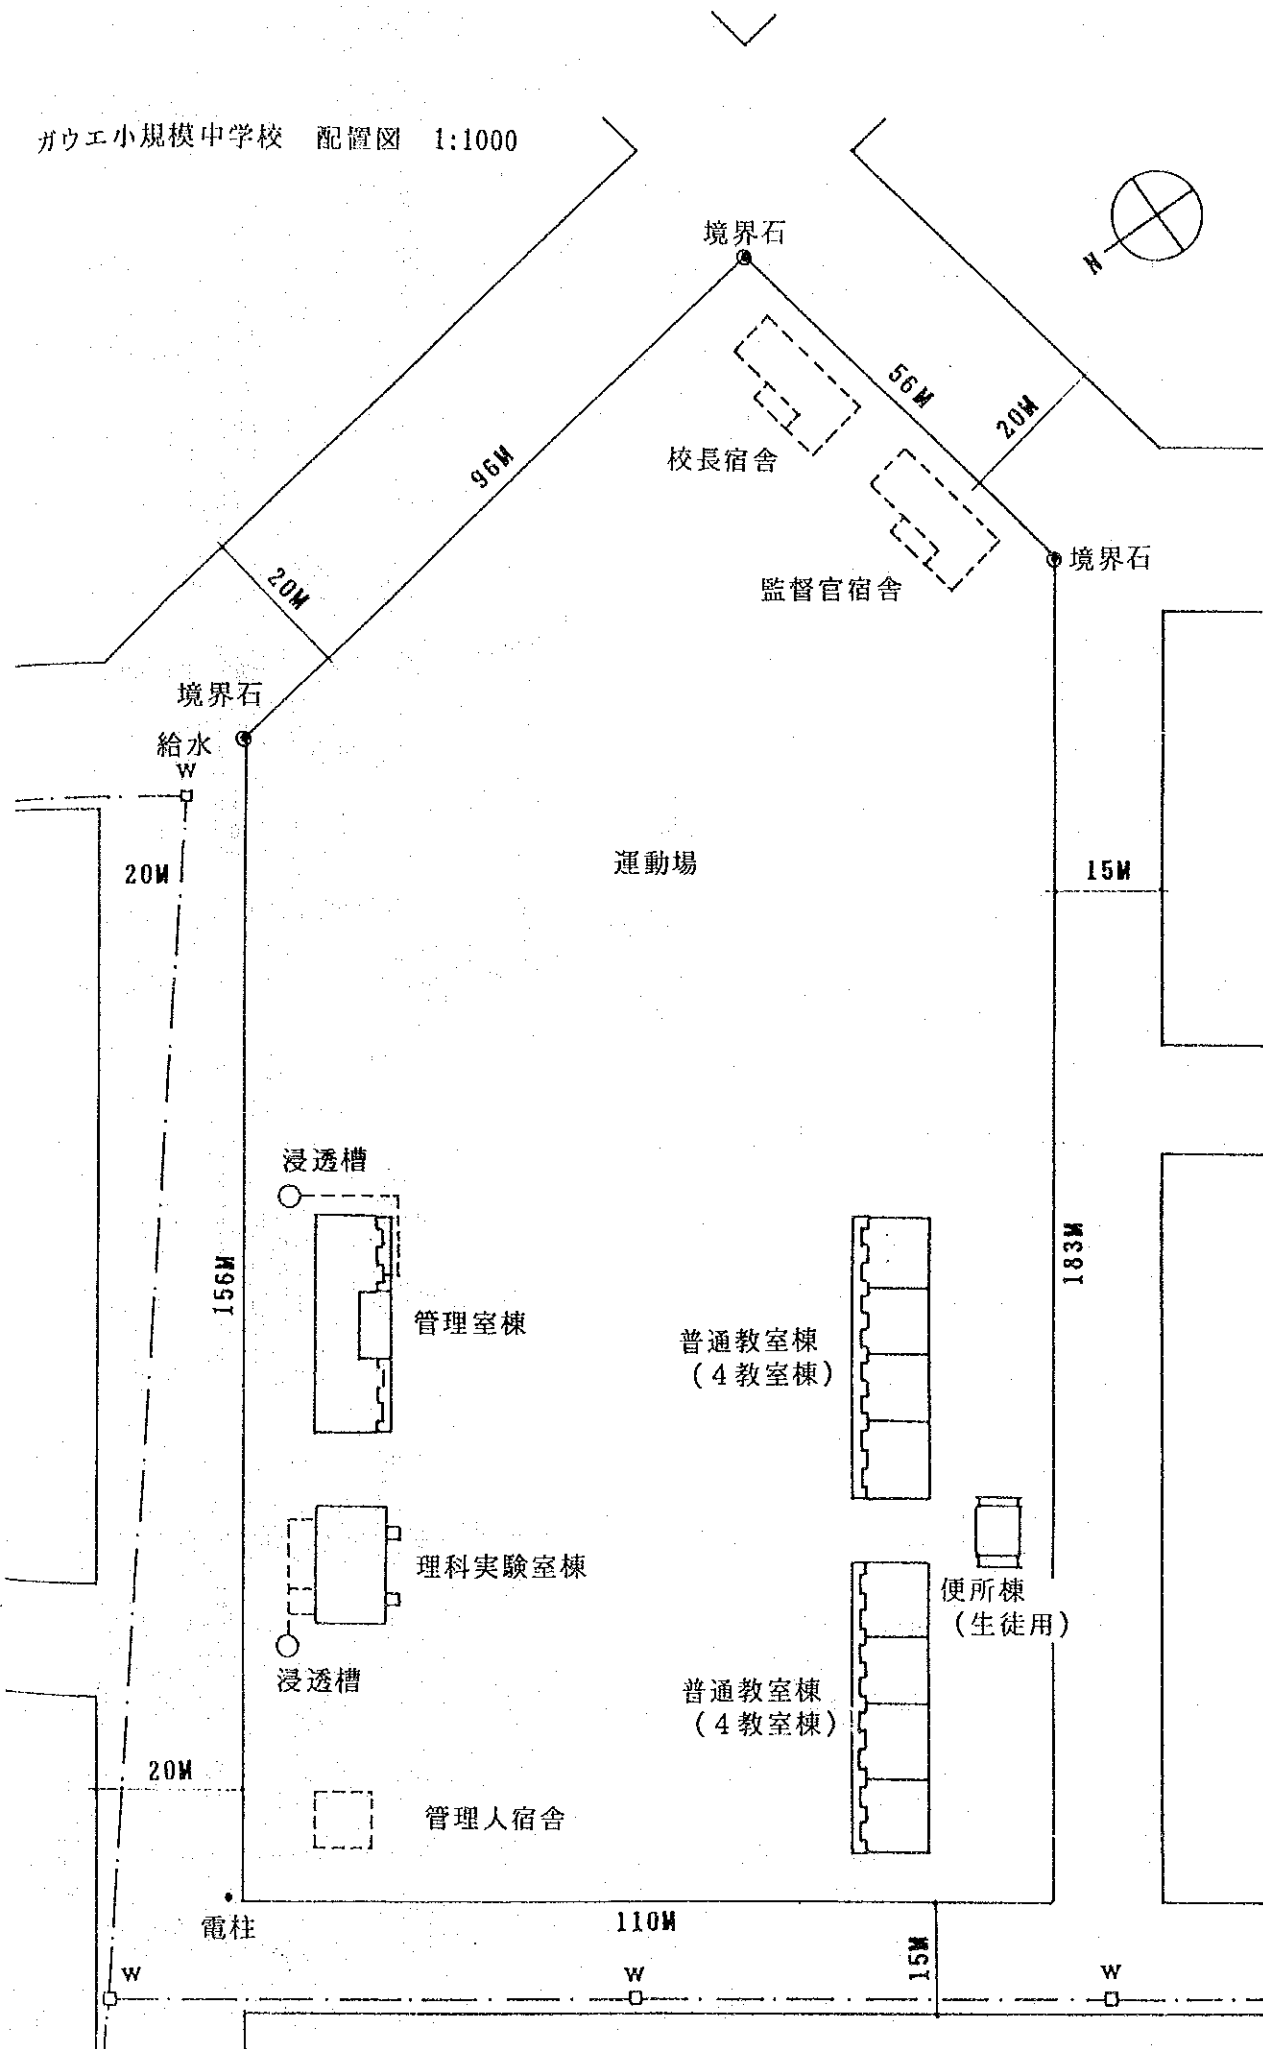 ガウエ小規模中学校 配置図 1:1000
N
境界石
56M
20M
校長宿舎
96M
監督官宿舎
境界石
20M
境界石
給水
W
20M
運動場
15M
浸透槽
156M
管理室棟
183M
普通教室棟
(4教室棟)
理科実験室棟
便所棟
(生徒用)
浸透槽
普通教室棟
(4教室棟)
20M
管理人宿舎
電柱
110M
15M
W
W
W